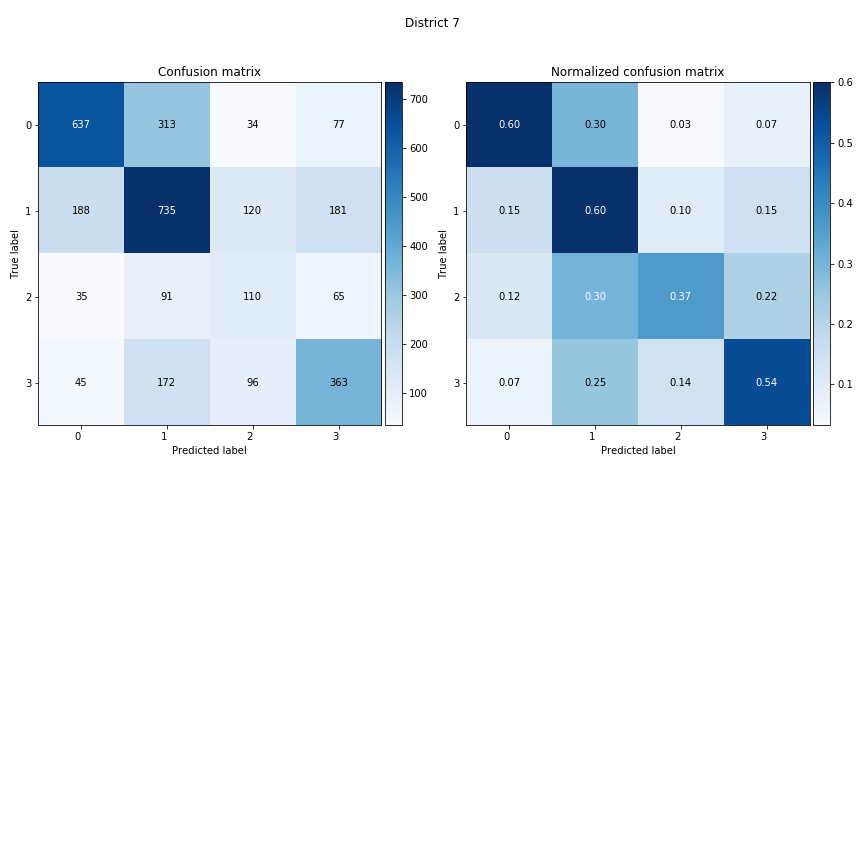 District 7
Confusion matrix
Normalized confusion matrix
True label
0 637 313 34 77
1 188 735 120 181
2 35 91 110 65
3 45 172 96 363
0 1 2 3
Predicted label
700
600
500
400
300
200
100
True label
0 0.60 0.30 0.03 0.07
1 0.15 0.60 0.10 0.15
2 0.12 0.30 0.37 0.22
3 0.07 0.25 0.14 0.54
0 1 2 3
Predicted label
0.6
0.5
0.4
0.3
0.2
0.1